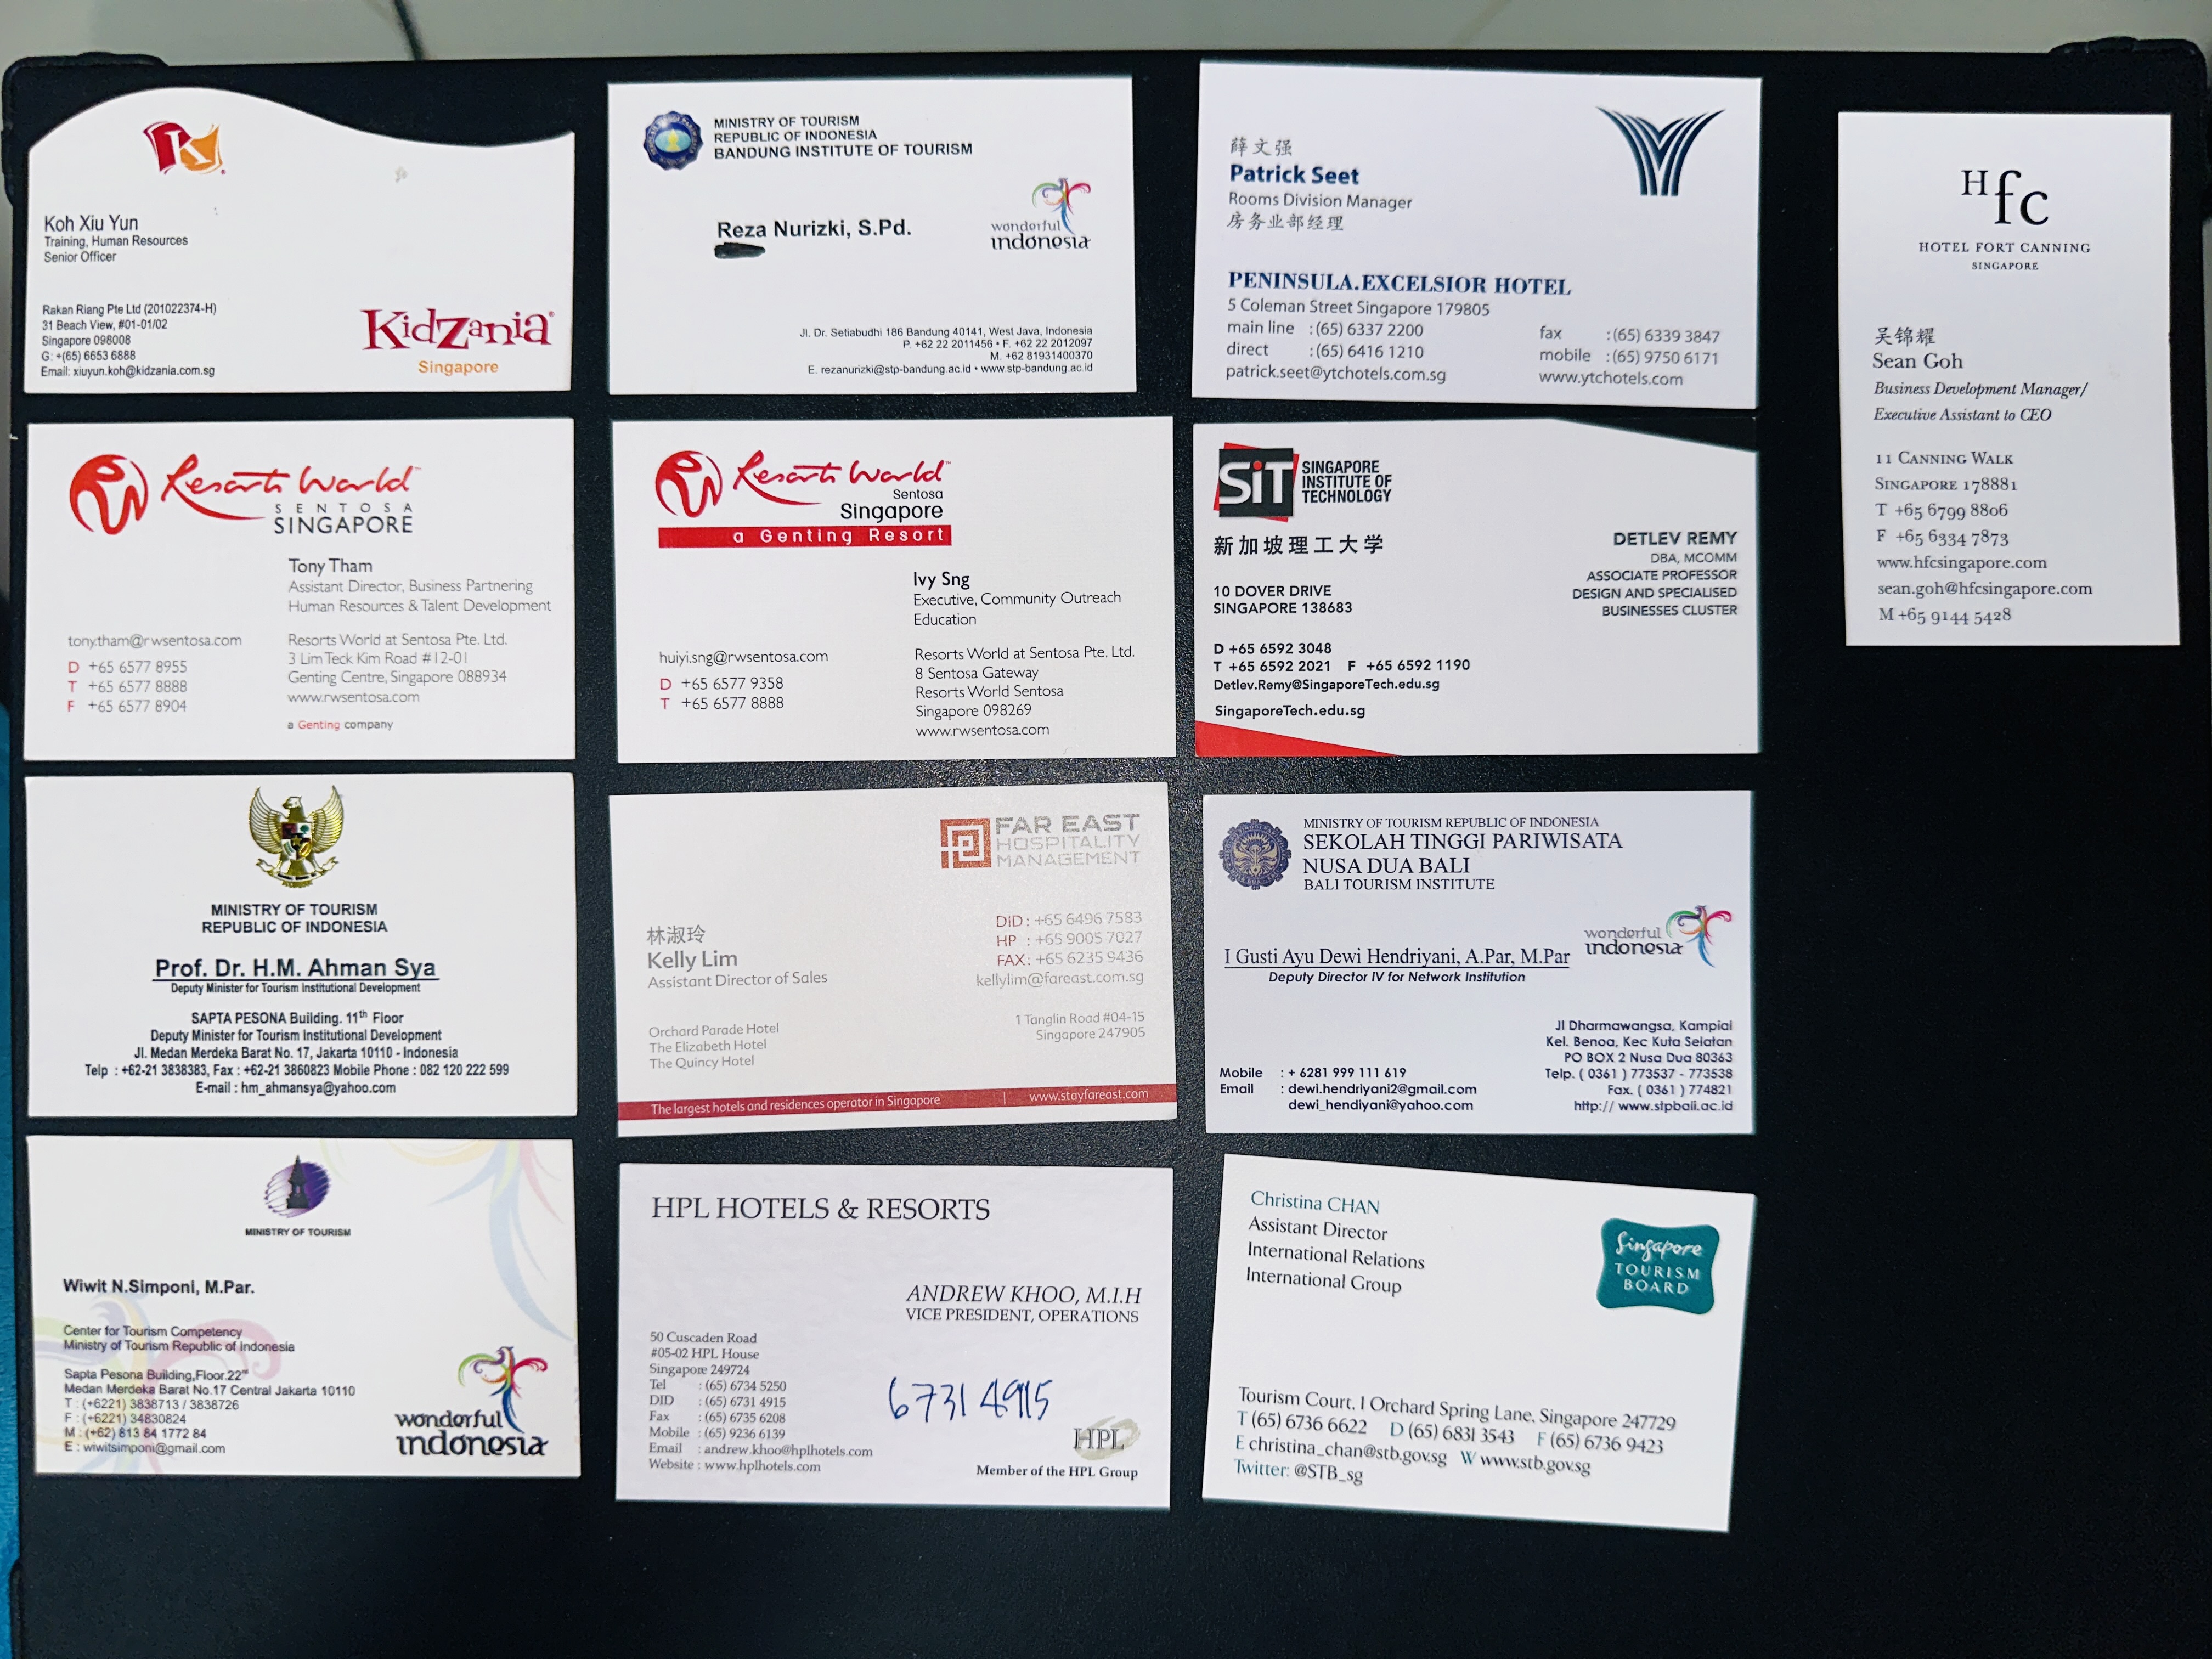 K
Koh Xiu Yun
Training, Human Resources
Senior Officer
Rakan Riang Pte Ltd (201022374-H)
31 Beach View, #01-01/02
Singapore 098008
G: +(65) 6653 6888
Email: xiuyun.koh@kidzania.com.sg
KidZania
Singapore
MINISTRY OF TOURISM
REPUBLIC OF INDONESIA
BANDUNG INSTITUTE OF TOURISM
Reza Nurizki, S.Pd.
wonderful
indonesia
Jl. Dr. Setiabudhi 186 Bandung 40141, West Java, Indonesia
P. +62 22 2011456 • F. +62 22 2012097
M. +62 81931400370
E. rezanurizki@stp-bandung.ac.id • www.stp-bandung.ac.id
薛文强
Patrick Seet
Rooms Division Manager
房务业部经理
PENINSULA.EXCELSIOR HOTEL
5 Coleman Street Singapore 179805
main line : (65) 6337 2200
direct : (65) 6416 1210
patrick.seet@ytchotels.com.sg
fax : (65) 6339 3847
mobile : (65) 9750 6171
www.ytchotels.com
Hfc
HOTEL FORT CANNING
SINGAPORE
吴锦耀
Sean Goh
Business Development Manager/
Executive Assistant to CEO
11 CANNING WALK
SINGAPORE 178881
T +65 6799 8806
F +65 6334 7873
www.hfcsingapore.com
sean.goh@hfcsingapore.com
M +65 9144 5428
Resorts World™
SENTOSA
SINGAPORE
Tony Tham
Assistant Director, Business Partnering
Human Resources & Talent Development
tony.tham@rwsentosa.com
D +65 6577 8955
T +65 6577 8888
F +65 6577 8904
Resorts World at Sentosa Pte. Ltd.
3 Lim Teck Kim Road #12-01
Genting Centre, Singapore 088934
www.rwsentosa.com
a Genting company
Resorts World™
Sentosa
Singapore
a Genting Resort
Ivy Sng
Executive, Community Outreach
Education
huiyi.sng@rwsentosa.com
D +65 6577 9358
T +65 6577 8888
Resorts World at Sentosa Pte. Ltd.
8 Sentosa Gateway
Resorts World Sentosa
Singapore 098269
www.rwsentosa.com
SiT
SINGAPORE
INSTITUTE OF
TECHNOLOGY
新加坡理工大学
10 DOVER DRIVE
SINGAPORE 138683
D +65 6592 3048
T +65 6592 2021 F +65 6592 1190
Detlev.Remy@SingaporeTech.edu.sg
SingaporeTech.edu.sg
DETLEV REMY
DBA, MCOMM
ASSOCIATE PROFESSOR
DESIGN AND SPECIALISED
BUSINESSES CLUSTER
MINISTRY OF TOURISM
REPUBLIC OF INDONESIA
Prof. Dr. H.M. Ahman Sya
Deputy Minister for Tourism Institutional Development
SAPTA PESONA Building. 11th Floor
Deputy Minister for Tourism Institutional Development
Jl. Medan Merdeka Barat No. 17, Jakarta 10110 - Indonesia
Telp : +62-21 3838383, Fax : +62-21 3860823 Mobile Phone : 082 120 222 599
E-mail : hm_ahmansya@yahoo.com
FAR EAST
HOSPITALITY
MANAGEMENT
林淑玲
Kelly Lim
Assistant Director of Sales
DID : +65 6496 7583
HP : +65 9005 7027
FAX : +65 6235 9436
kellylim@fareast.com.sg
Orchard Parade Hotel
The Elizabeth Hotel
The Quincy Hotel
1 Tanglin Road #04-15
Singapore 247905
The largest hotels and residences operator in Singapore | www.stayfareast.com
MINISTRY OF TOURISM REPUBLIC OF INDONESIA
SEKOLAH TINGGI PARIWISATA
NUSA DUA BALI
BALI TOURISM INSTITUTE
wonderful
indonesia
I Gusti Ayu Dewi Hendriyani, A.Par, M.Par
Deputy Director IV for Network Institution
Mobile : + 6281 999 111 619
Email : dewi.hendriyani2@gmail.com
dewi_hendiyani@yahoo.com
Jl Dharmawangsa, Kampial
Kel. Benoa, Kec Kuta Selatan
PO BOX 2 Nusa Dua 80363
Telp. ( 0361 ) 773537 - 773538
Fax. ( 0361 ) 774821
http:// www.stpbali.ac.id
MINISTRY OF TOURISM
Wiwit N.Simponi, M.Par.
Center for Tourism Competency
Ministry of Tourism Republic of Indonesia
Sapta Pesona Building,Floor.22
Medan Merdeka Barat No.17 Central Jakarta 10110
T : (+6221) 3838713 / 3838726
F : (+6221) 34830824
M : (+62) 813 84 1772 84
E : wiwitsimponi@gmail.com
wonderful
indonesia
HPL HOTELS & RESORTS
ANDREW KHOO, M.I.H
VICE PRESIDENT, OPERATIONS
50 Cuscaden Road
#05-02 HPL House
Singapore 249724
Tel : (65) 6734 5250
DID : (65) 6731 4915
Fax : (65) 6735 6208
Mobile : (65) 9236 6139
Email : andrew.khoo@hplhotels.com
Website : www.hplhotels.com
6731 4915
HPL
Member of the HPL Group
Christina CHAN
Assistant Director
International Relations
International Group
Singapore
TOURISM
BOARD
Tourism Court, 1 Orchard Spring Lane, Singapore 247729
T (65) 6736 6622 D (65) 6831 3543 F (65) 6736 9423
E christina_chan@stb.gov.sg W www.stb.gov.sg
Twitter: @STB_sg